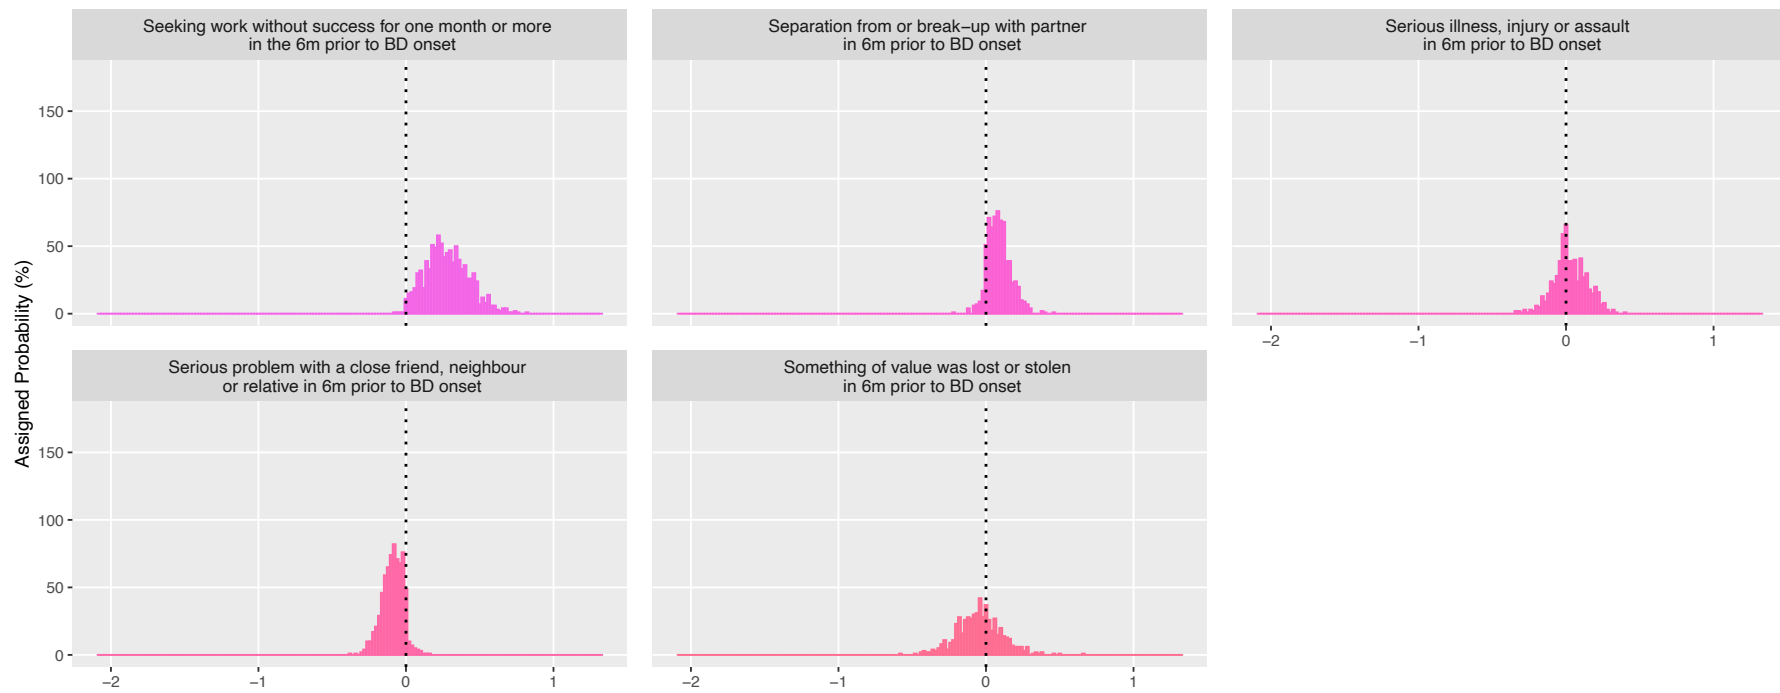 Seeking work without success for one month or more
in the 6m prior to BD onset
Separation from or break−up with partner
in 6m prior to BD onset
Serious illness, injury or assault
in 6m prior to BD onset
150
100
50
0
−2 −1 0 1
Serious problem with a close friend, neighbour
or relative in 6m prior to BD onset
Something of value was lost or stolen
in 6m prior to BD onset
150
100
50
0
−2 −1 0 1
−2 −1 0 1
Assigned Probability (%)